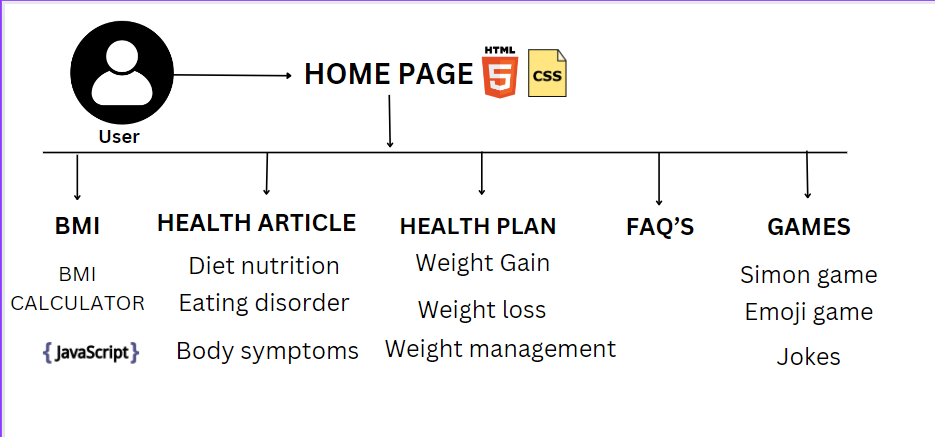 HTML
5
CSS
HOME PAGE
User
BMI
HEALTH ARTICLE
HEALTH PLAN
FAQ’S
GAMES
BMI
CALCULATOR
{JavaScript}
Diet nutrition
Eating disorder
Body symptoms
Weight Gain
Weight loss
Weight management
Simon game
Emoji game
Jokes